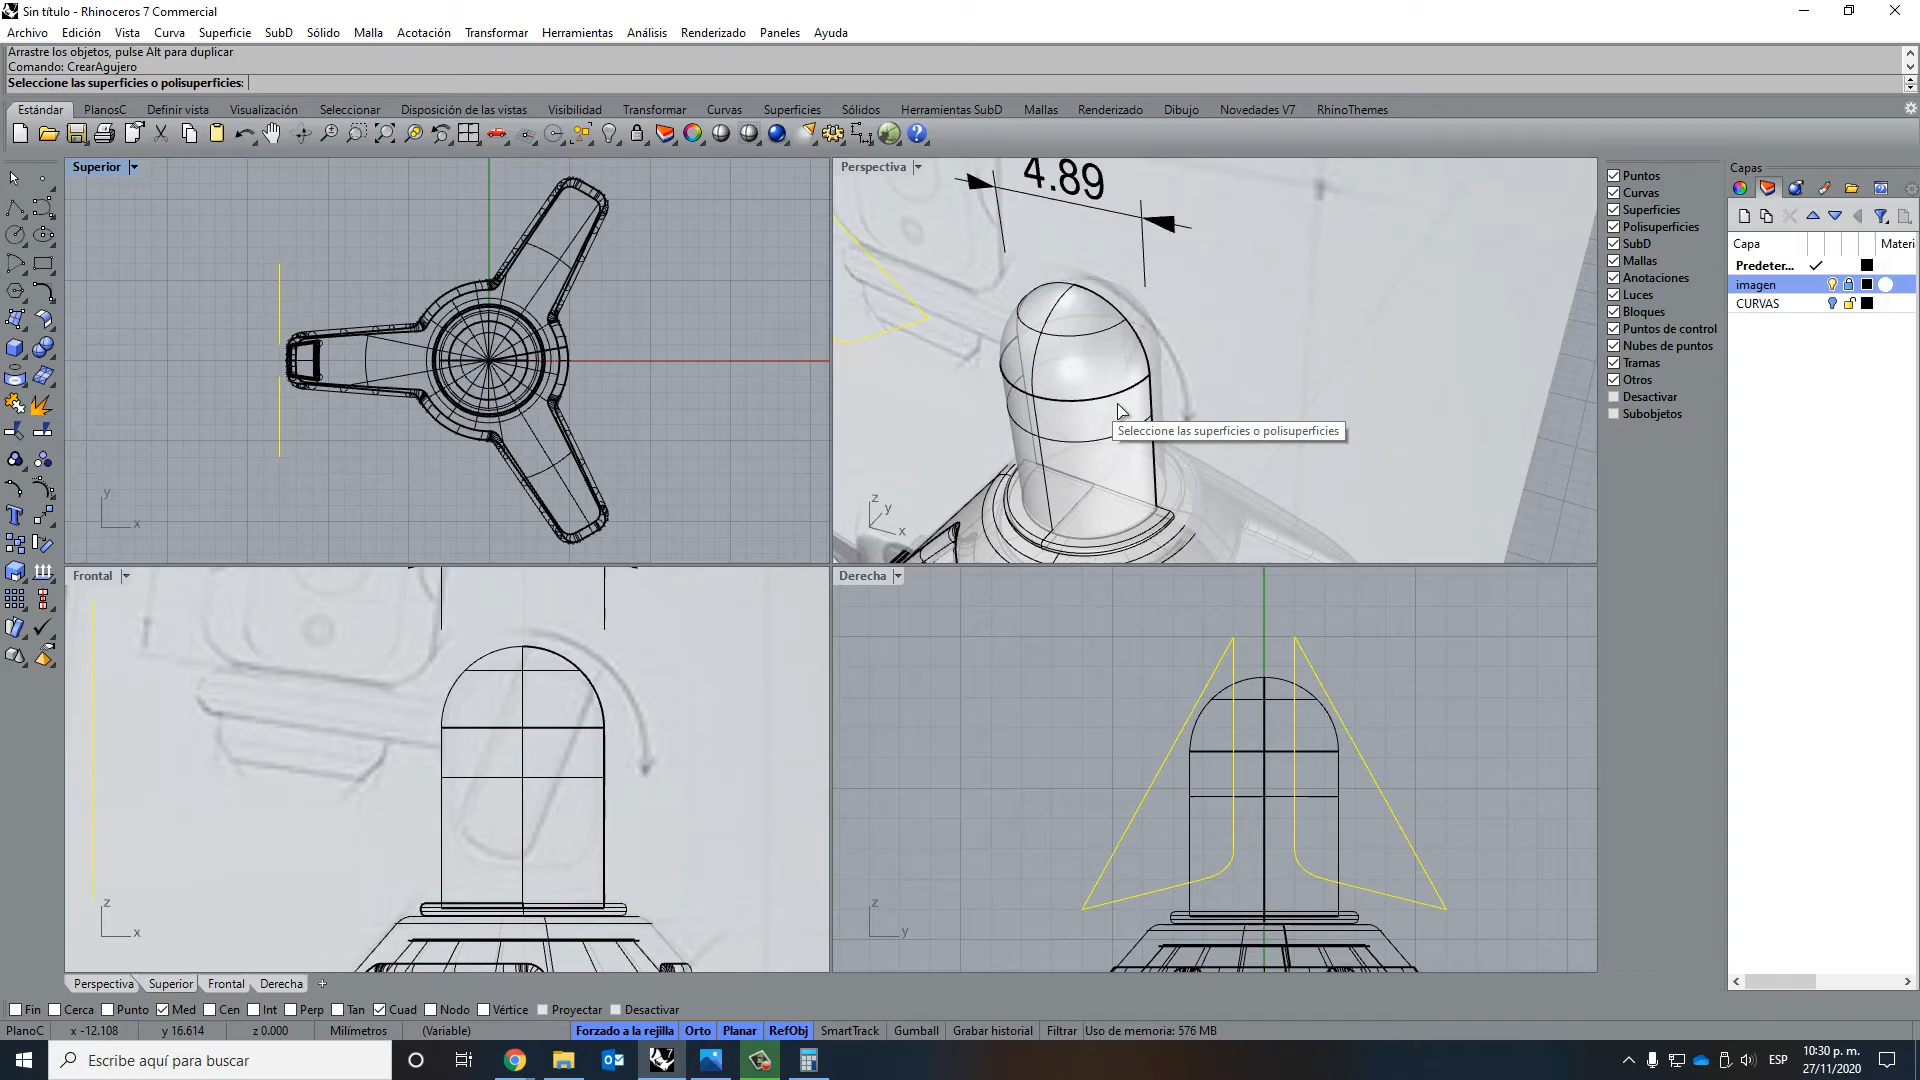 Sin título - Rhinoceros 7 Commercial
Archivo Edición Vista Curva Superficie SubD Sólido Malla Acotación Transformar Herramientas Análisis Renderizado Paneles Ayuda
Arrastre los objetos, pulse Alt para duplicar
Comando: CrearAgujero
Seleccione las superficies o polisuperficies:
Estándar PlanosC Definir vista Visualización Seleccionar Disposición de las vistas Visibilidad Transformar Curvas Superficies Sólidos Herramientas SubD Mallas Renderizado Dibujo Novedades V7 RhinoThemes
Superior
y
x
Perspectiva
4.89
Seleccione las superficies o polisuperficies
z
y
x
Frontal
z
x
Derecha
z
y
Puntos
Curvas
Superficies
Polisuperficies
SubD
Mallas
Anotaciones
Luces
Bloques
Puntos de control
Nubes de puntos
Tramas
Otros
Desactivar
Subobjetos
Capas
Capa Materi
Predeter...
imagen
CURVAS
Perspectiva Superior Frontal Derecha
Fin Cerca Punto Med Cen Int Perp Tan Cuad Nodo Vértice Proyectar Desactivar
PlanoC x -12.108 y 16.614 z 0.000 Milímetros (Variable) Forzado a la rejilla Orto Planar RefObj SmartTrack Gumball Grabar historial Filtrar Uso de memoria: 576 MB
Escribe aquí para buscar
ESP
10:30 p. m.
27/11/2020